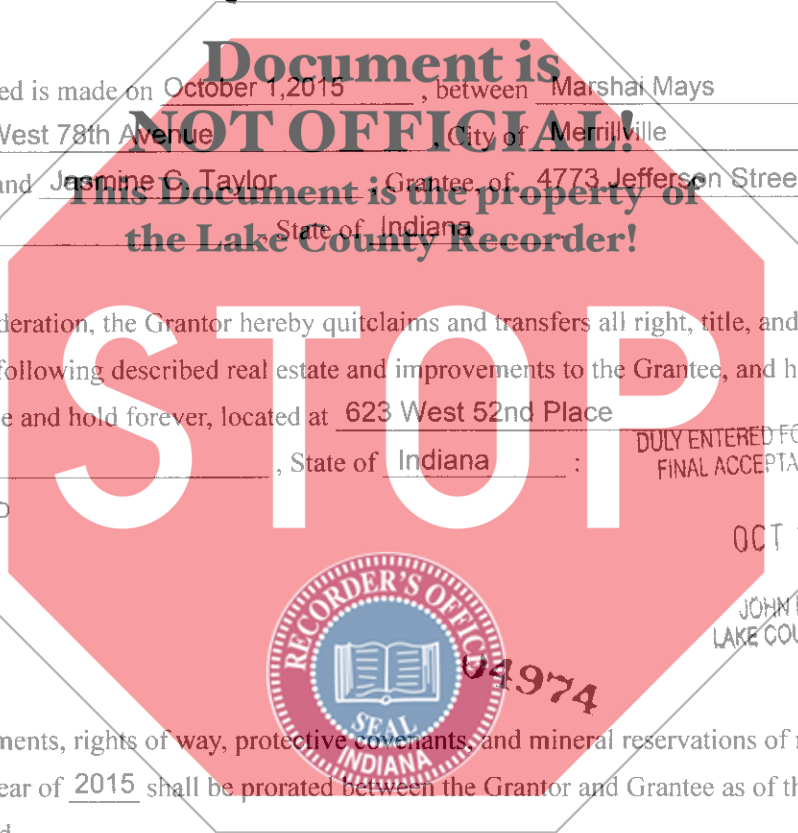 Document is
ed is made on October 1,2015 , between Marshai Mays
NOT OFFICIAL!
West 78th Avenue , City of Merrillville
and Jasmine C. Taylor , Grantee, of 4773 Jefferson Stree
This Document is the property of
, State of Indiana
the Lake County Recorder!
deration, the Grantor hereby quitclaims and transfers all right, title, and
following described real estate and improvements to the Grantee, and h
e and hold forever, located at 623 West 52nd Place
DULY ENTERED FO
, State of Indiana :
FINAL ACCEPTA
STOP
OCT
JOHN
LAKE COU
RECORDER'S OFFICE
04974
SEAL
INDIANA
ments, rights of way, protective covenants, and mineral reservations of
ear of 2015 shall be prorated between the Grantor and Grantee as of th